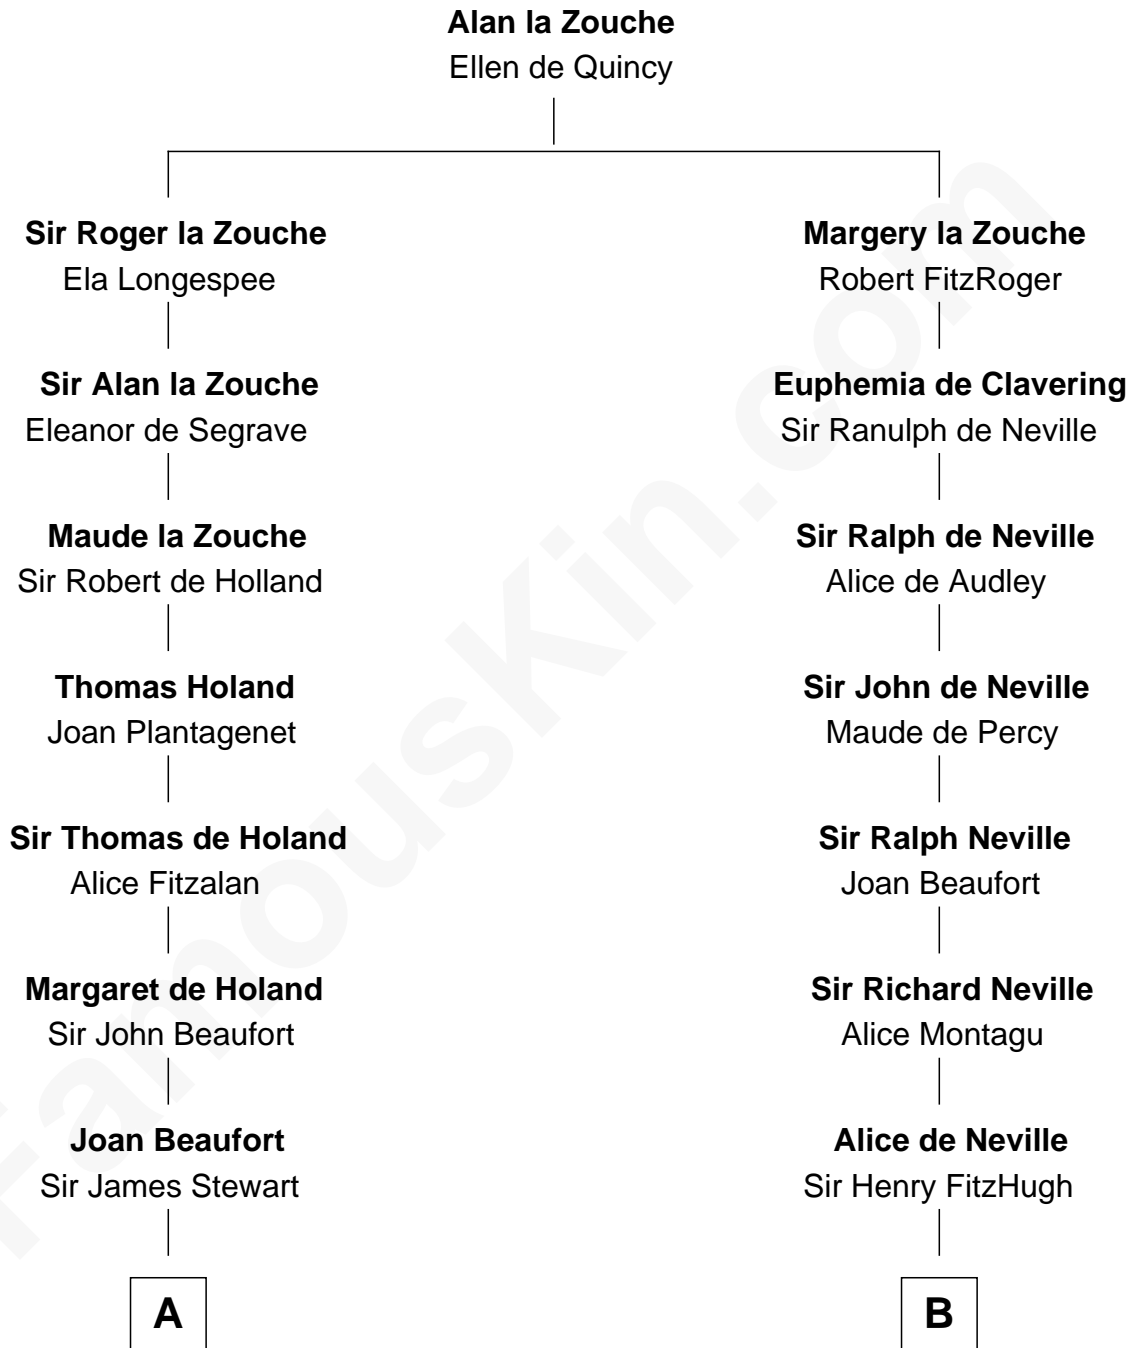 Alan la Zouche
Ellen de Quincy
Sir Roger la Zouche
Ela Longespee
Margery la Zouche
Robert FitzRoger
Sir Alan la Zouche
Eleanor de Segrave
Euphemia de Clavering
Sir Ranulph de Neville
Maude la Zouche
Sir Robert de Holland
Sir Ralph de Neville
Alice de Audley
Thomas Holand
Joan Plantagenet
Sir John de Neville
Maude de Percy
Sir Thomas de Holand
Alice Fitzalan
Sir Ralph Neville
Joan Beaufort
Margaret de Holand
Sir John Beaufort
Sir Richard Neville
Alice Montagu
Joan Beaufort
Sir James Stewart
Alice de Neville
Sir Henry FitzHugh
A
B
FamousKin.com